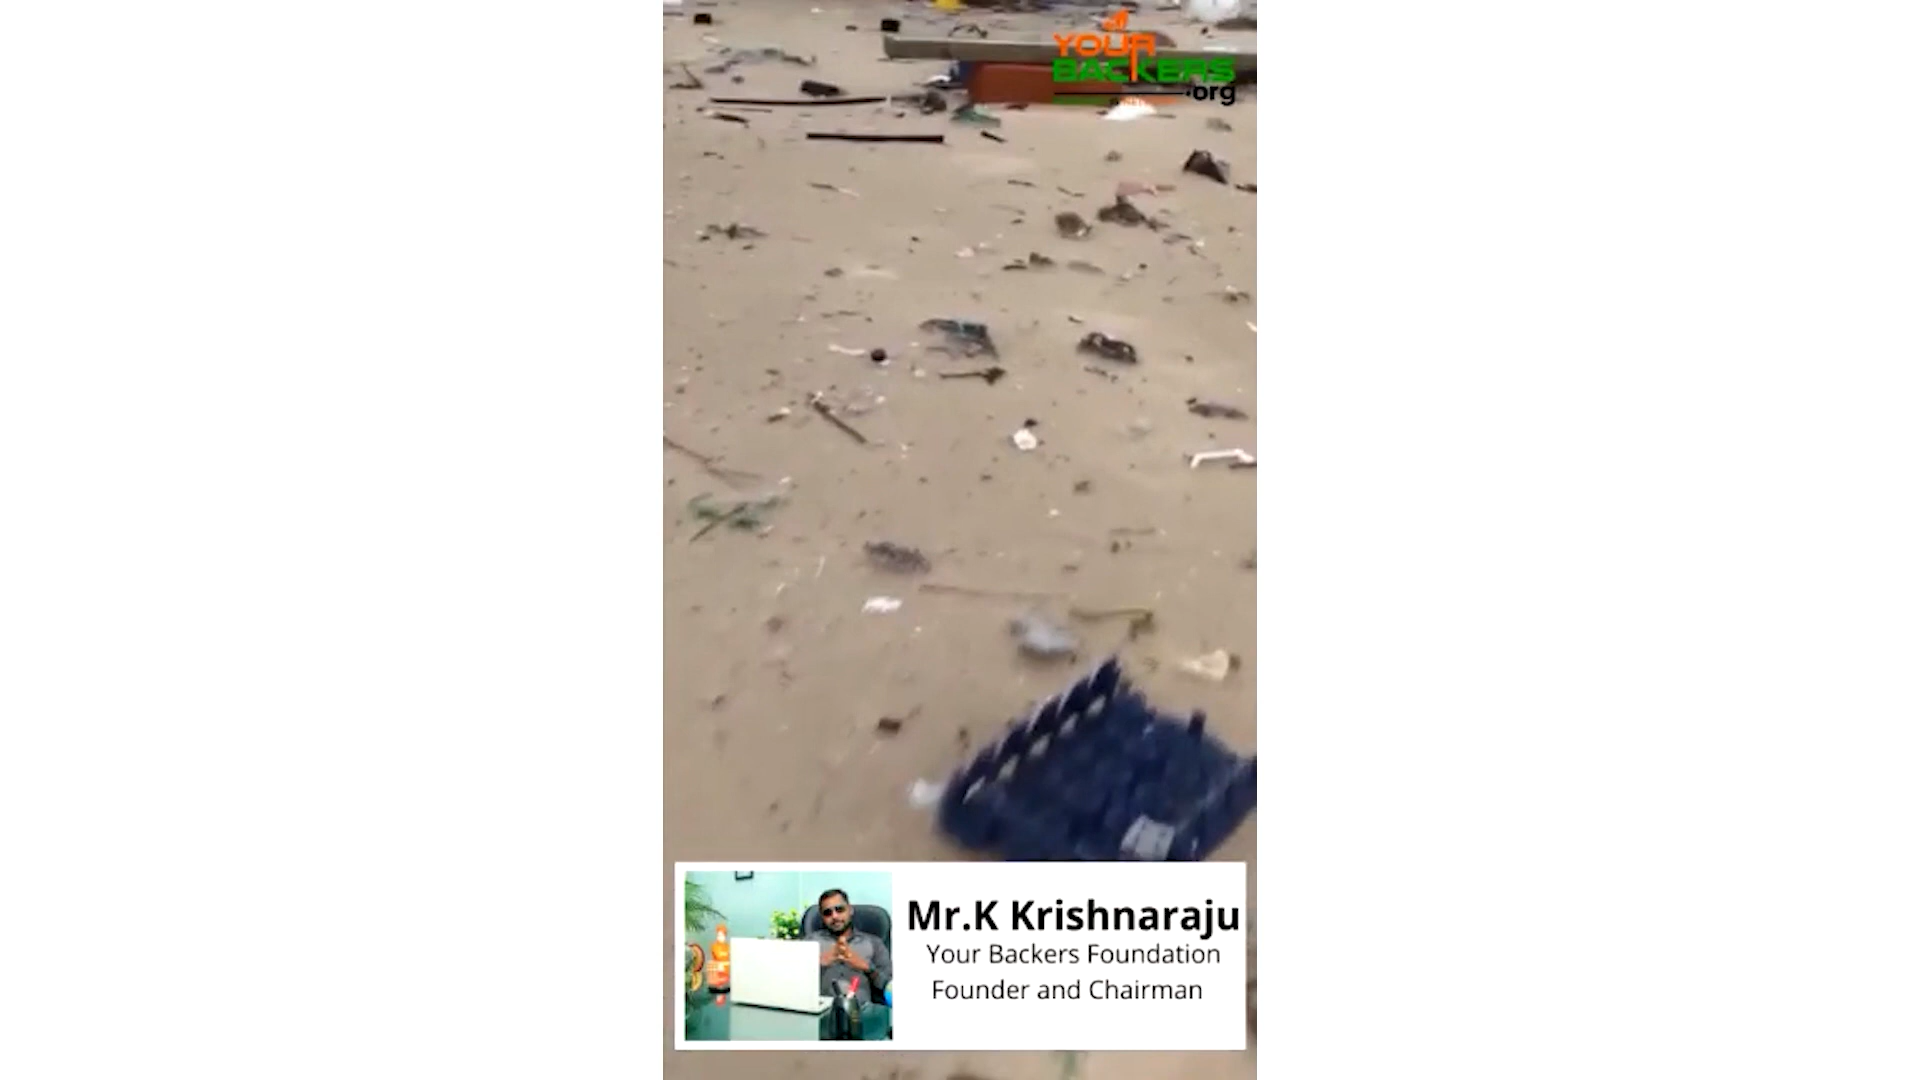 YOUR
BACKERS
.org
Mr.K Krishnaraju
Your Backers Foundation
Founder and Chairman